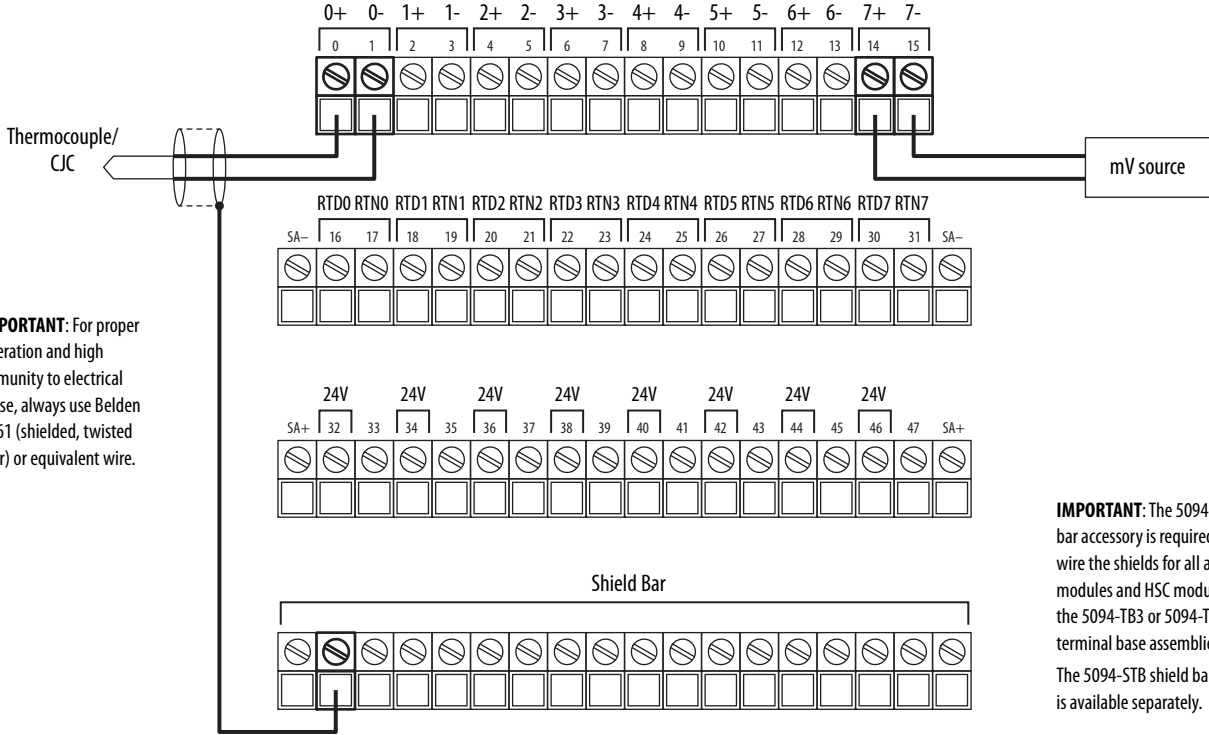 0+ 0- 1+ 1- 2+ 2- 3+ 3- 4+ 4- 5+ 5- 6+ 6- 7+ 7-
0 1 2 3 4 5 6 7 8 9 10 11 12 13 14 15
Thermocouple/
CJC
mV source
RTD0 RTN0 RTD1 RTN1 RTD2 RTN2 RTD3 RTN3 RTD4 RTN4 RTD5 RTN5 RTD6 RTN6 RTD7 RTN7
SA– 16 17 18 19 20 21 22 23 24 25 26 27 28 29 30 31 SA–
PORTANT: For proper
eration and high
munity to electrical
se, always use Belden
61 (shielded, twisted
r) or equivalent wire.
24V 24V 24V 24V 24V 24V 24V 24V
SA+ 32 33 34 35 36 37 38 39 40 41 42 43 44 45 46 47 SA+
IMPORTANT: The 5094-
bar accessory is required
wire the shields for all a
modules and HSC modu
the 5094-TB3 or 5094-T
terminal base assemblie
The 5094-STB shield ba
is available separately.
Shield Bar